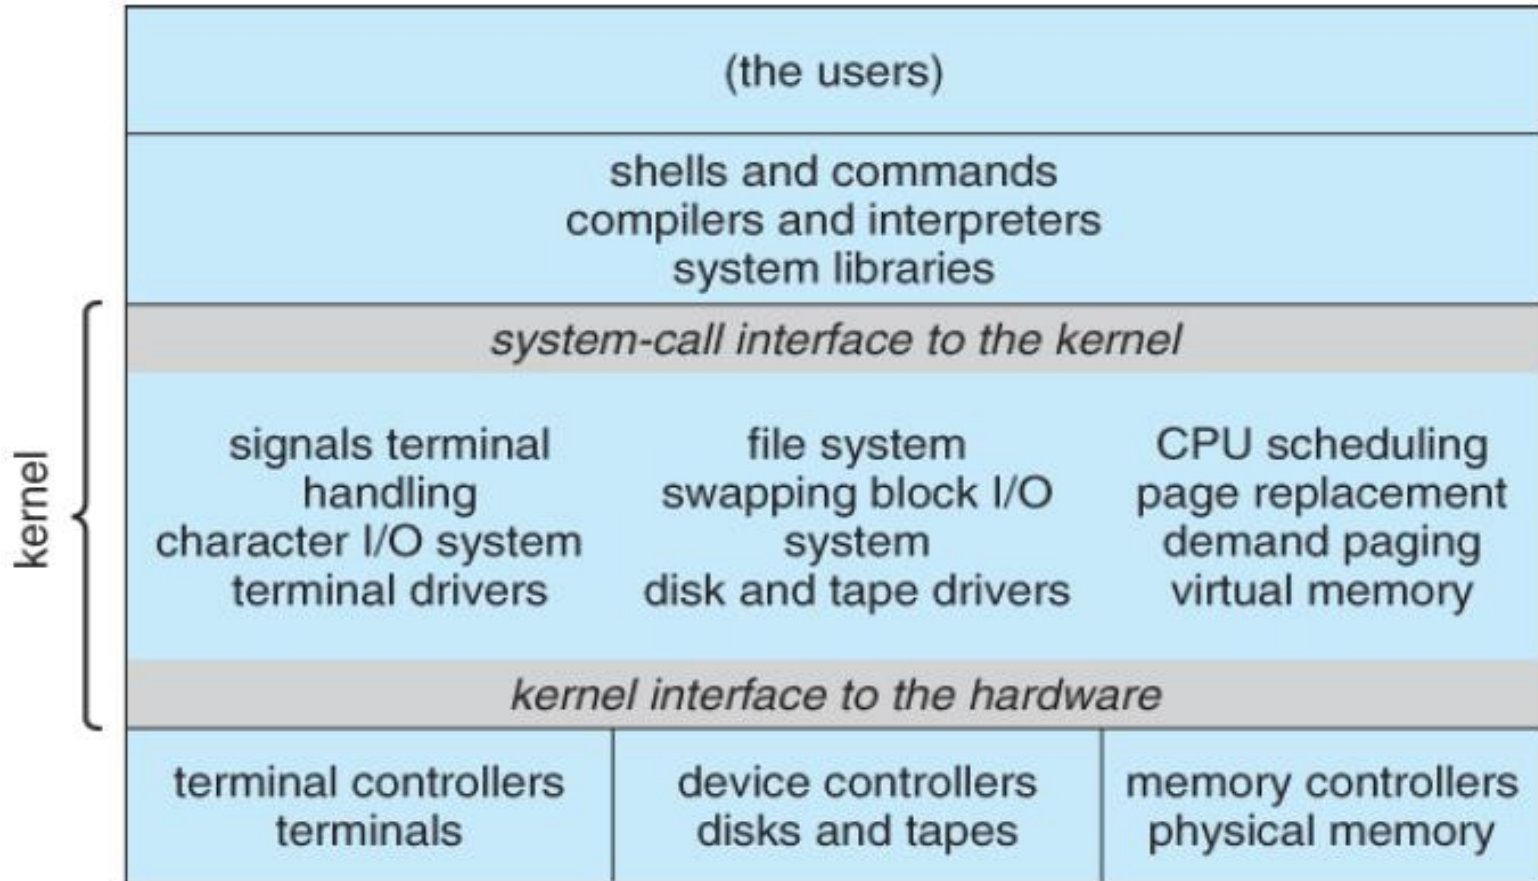 (the users)
shells and commands
compilers and interpreters
system libraries
system-call interface to the kernel
kernel
signals terminal
handling
character I/O system
terminal drivers
file system
swapping block I/O
system
disk and tape drivers
CPU scheduling
page replacement
demand paging
virtual memory
kernel interface to the hardware
terminal controllers
terminals
device controllers
disks and tapes
memory controllers
physical memory